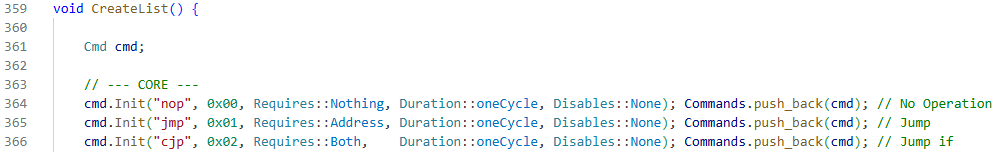 359 void CreateList() {
360
361     Cmd cmd;
362
363     // --- CORE ---
364     cmd.Init("nop", 0x00, Requires::Nothing, Duration::oneCycle, Disables::None); Commands.push_back(cmd); // No Operation
365     cmd.Init("jmp", 0x01, Requires::Address, Duration::oneCycle, Disables::None); Commands.push_back(cmd); // Jump
366     cmd.Init("cjp", 0x02, Requires::Both,    Duration::oneCycle, Disables::None); Commands.push_back(cmd); // Jump if